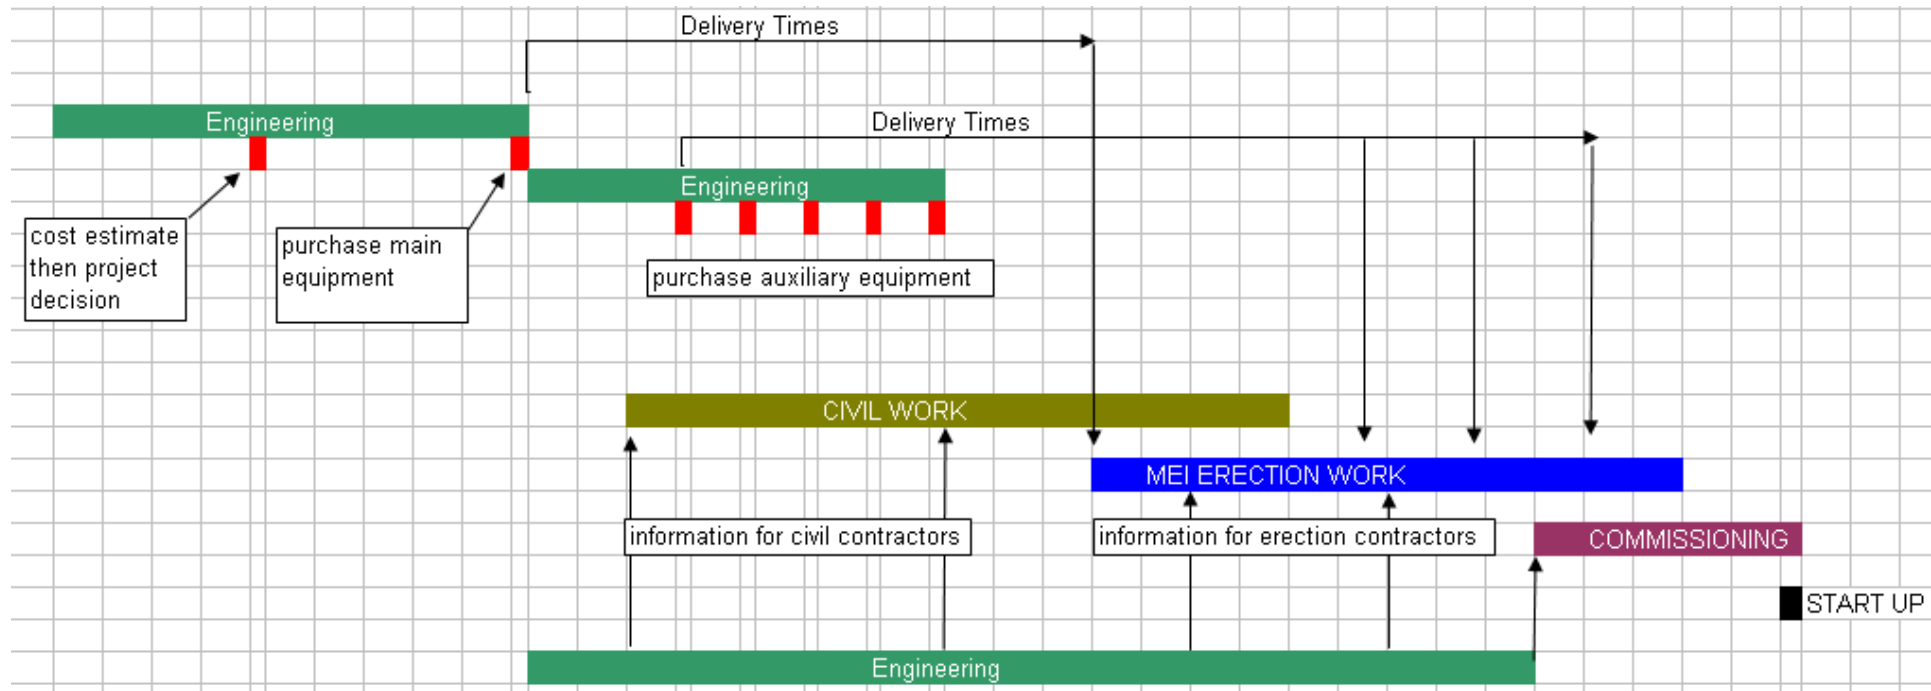 Delivery Times
Engineering
Delivery Times
Engineering
cost estimate
then project
decision
purchase main
equipment
purchase auxiliary equipment
CIVIL WORK
MEI ERECTION WORK
information for civil contractors
information for erection contractors
COMMISSIONING
START UP
Engineering